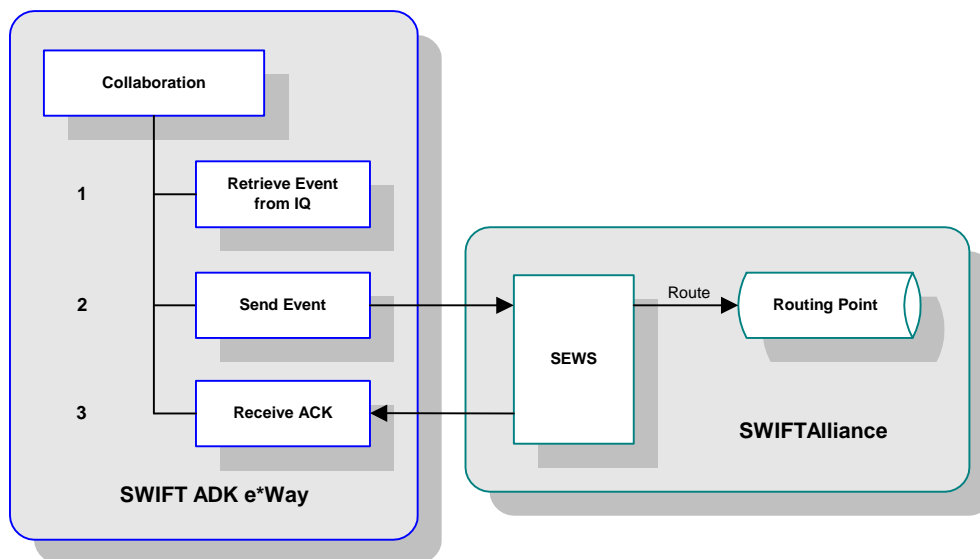 Collaboration
1
Retrieve Event
from IQ
2
Send Event
Route
Routing Point
SEWS
3
Receive ACK
SWIFTAlliance
SWIFT ADK e*Way